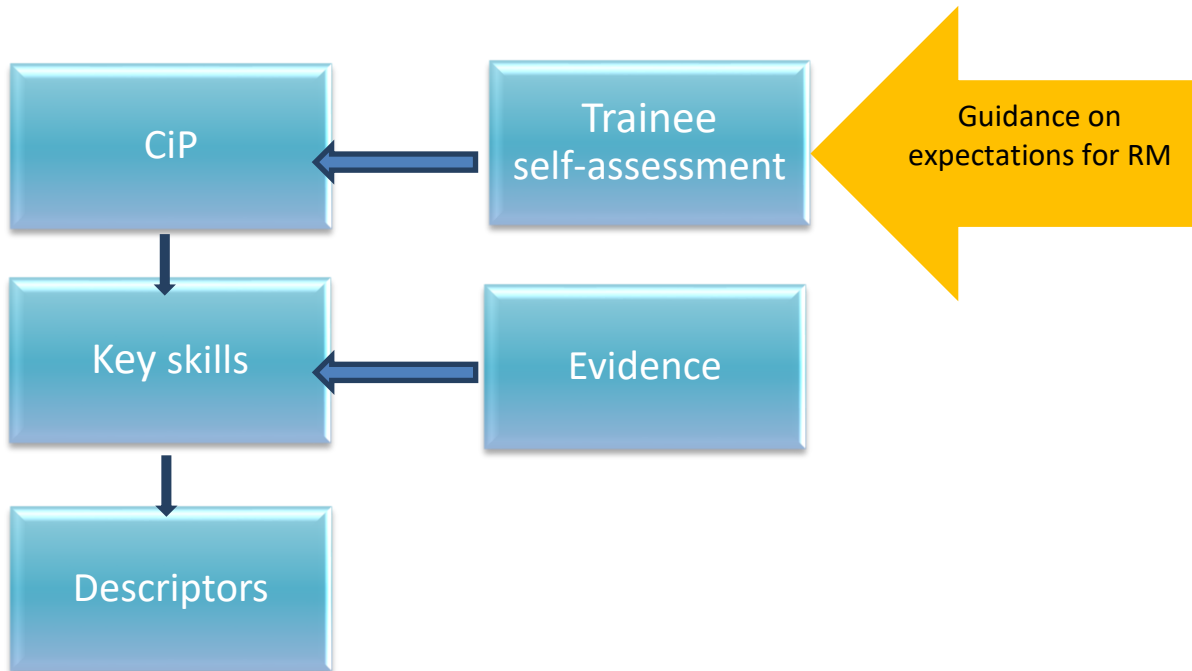 CiP
Trainee
self-assessment
Guidance on
expectations for RM
Key skills
Evidence
Descriptors